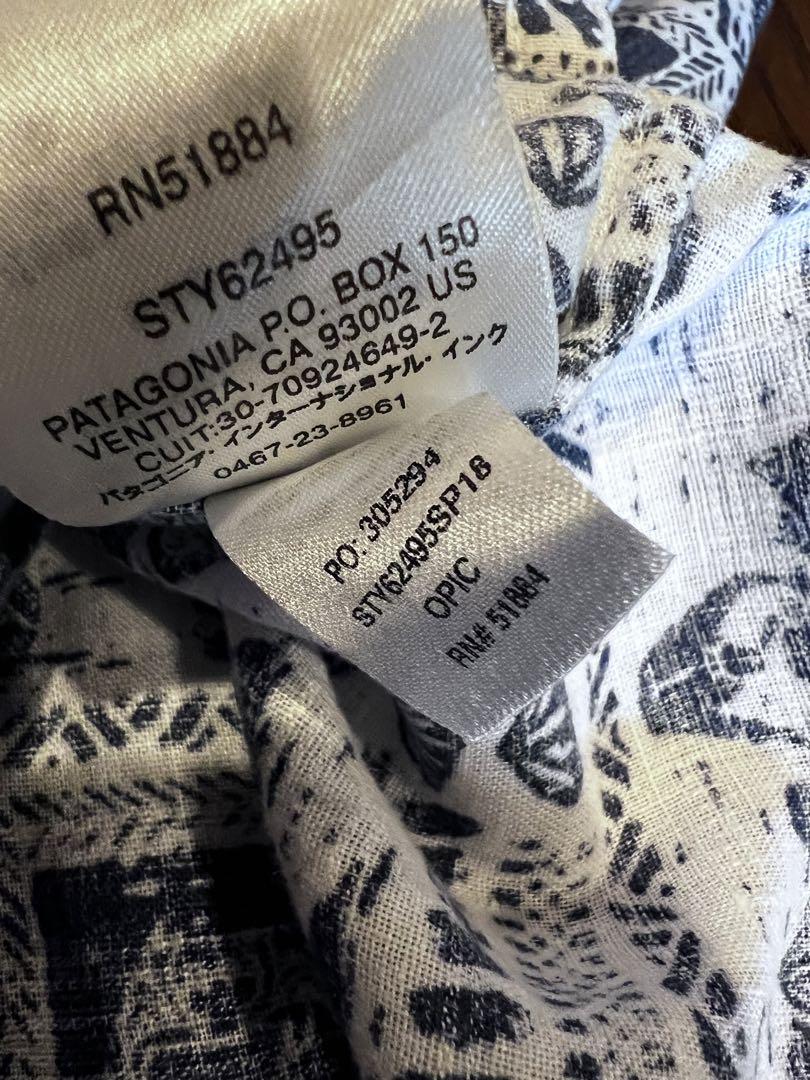 RN51884
STY62495
PATAGONIA P.O. BOX 150
VENTURA, CA 93002 US
CUIT:30-70924649-2
パタゴニア・インターナショナル・インク
0467-23-8961
PO: 305294
STY62495SP18
OPIC
RN# 51884